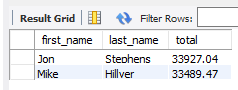 Result Grid Filter Rows:
first_name last_name total
Jon Stephens 33927.04
Mike Hillyer 33489.47